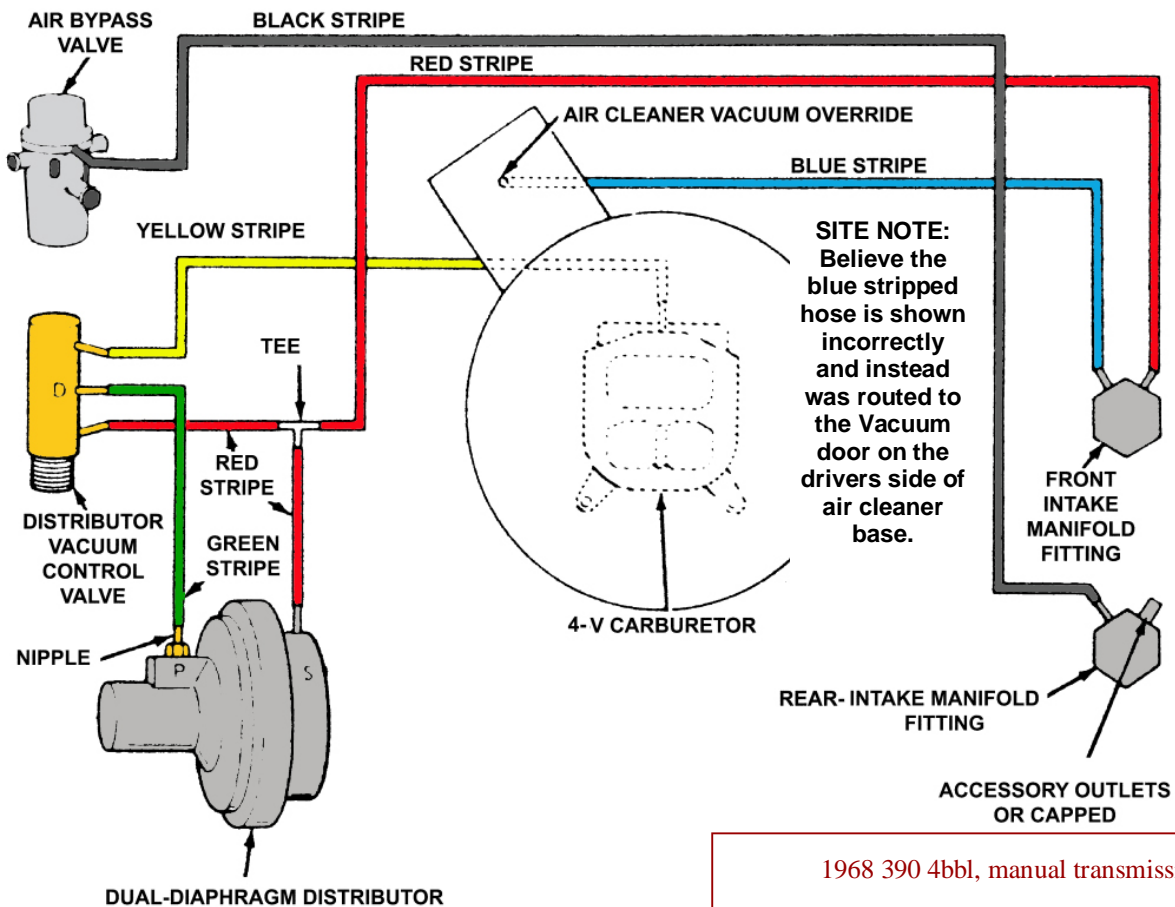 AIR BYPASS
VALVE
BLACK STRIPE
RED STRIPE
AIR CLEANER VACUUM OVERRIDE
BLUE STRIPE
YELLOW STRIPE
SITE NOTE:
Believe the
blue stripped
hose is shown
incorrectly
and instead
was routed to
the Vacuum
door on the
drivers side of
air cleaner
base.
TEE
D
RED
STRIPE
DISTRIBUTOR
VACUUM
CONTROL
VALVE
GREEN
STRIPE
FRONT
INTAKE
MANIFOLD
FITTING
4-V CARBURETOR
NIPPLE
P
S
REAR- INTAKE MANIFOLD
FITTING
ACCESSORY OUTLETS
OR CAPPED
DUAL-DIAPHRAGM DISTRIBUTOR
1968 390 4bbl, manual transmiss